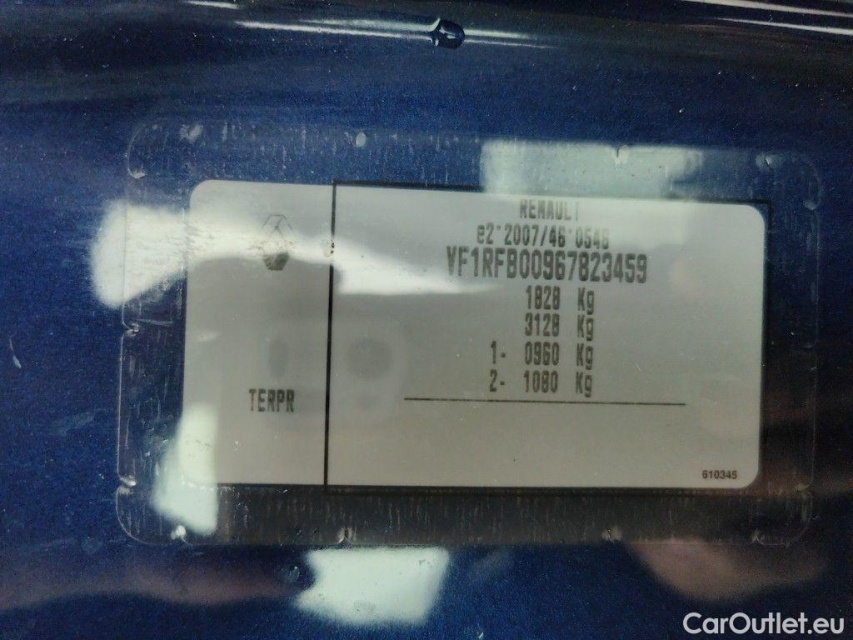 RENAULT
e2*2007/46*0546
VF1RFB00967823459
1828 Kg
3128 Kg
1- 0960 Kg
2- 1080 Kg
TERPR
610345
CarOutlet.eu